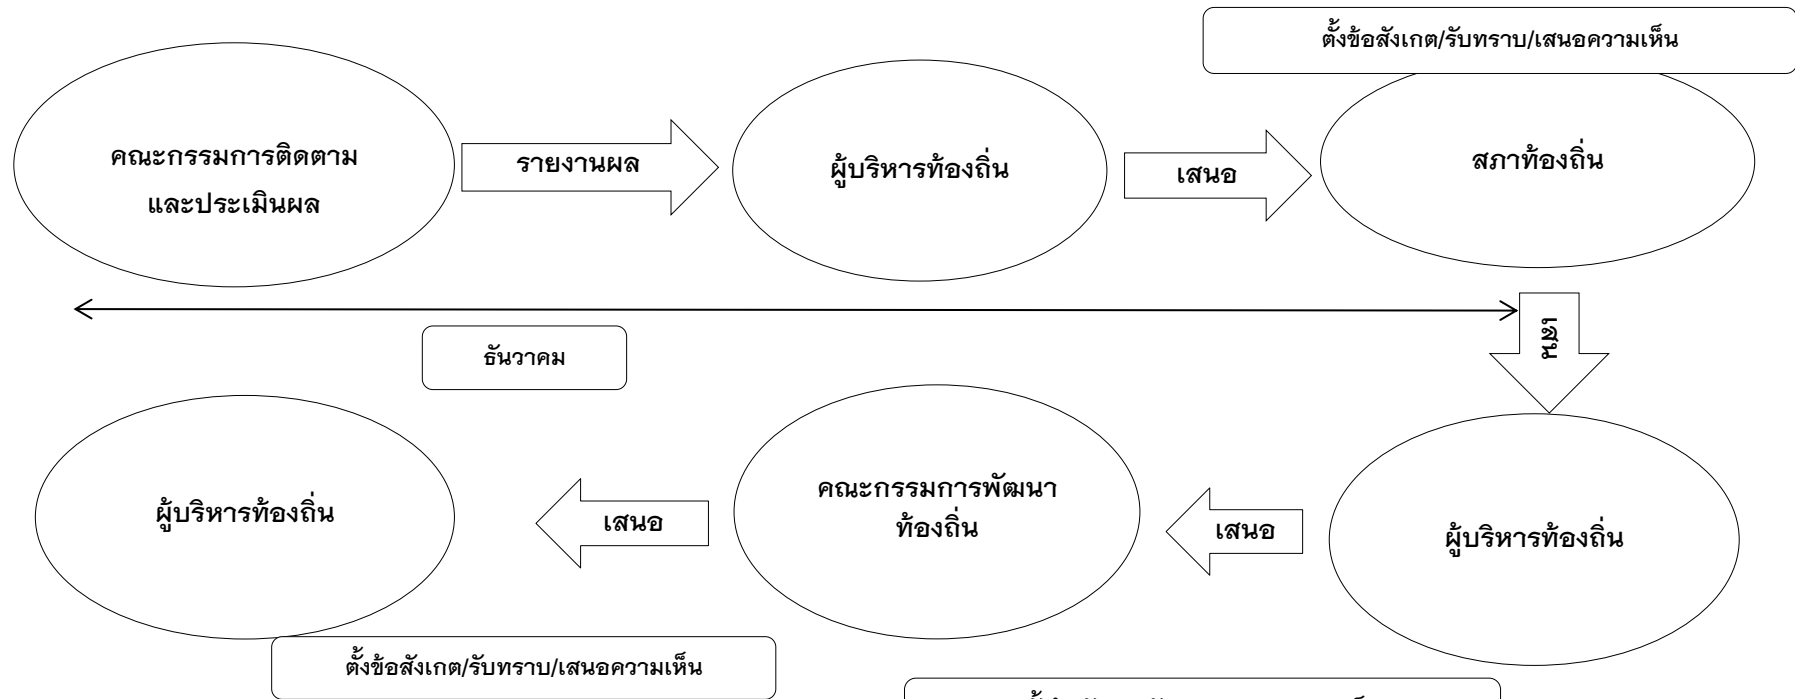 ตั้งข้อสังเกต/รับทราบ/เสนอความเห็น
คณะกรรมการติดตาม
และประเมินผล
รายงานผล
ผู้บริหารท้องถิ่น
เสนอ
สภาท้องถิ่น
เสน
ธันวาคม
ผู้บริหารท้องถิ่น
เสนอ
คณะกรรมการพัฒนา
ท้องถิ่น
เสนอ
ผู้บริหารท้องถิ่น
ตั้งข้อสังเกต/รับทราบ/เสนอความเห็น